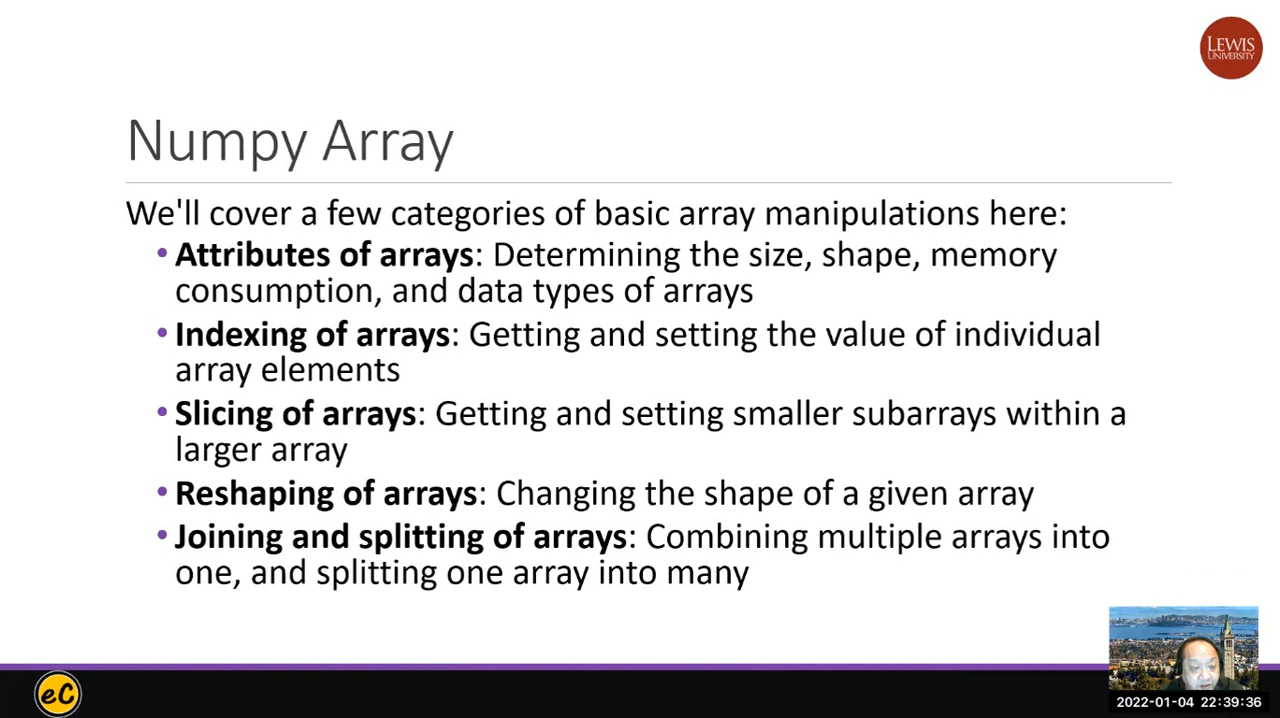 LEWIS
UNIVERSITY
Numpy Array
We'll cover a few categories of basic array manipulations here:
• Attributes of arrays: Determining the size, shape, memory
consumption, and data types of arrays
• Indexing of arrays: Getting and setting the value of individual
array elements
• Slicing of arrays: Getting and setting smaller subarrays within a
larger array
• Reshaping of arrays: Changing the shape of a given array
• Joining and splitting of arrays: Combining multiple arrays into
one, and splitting one array into many
eC
2022-01-04 22:39:36